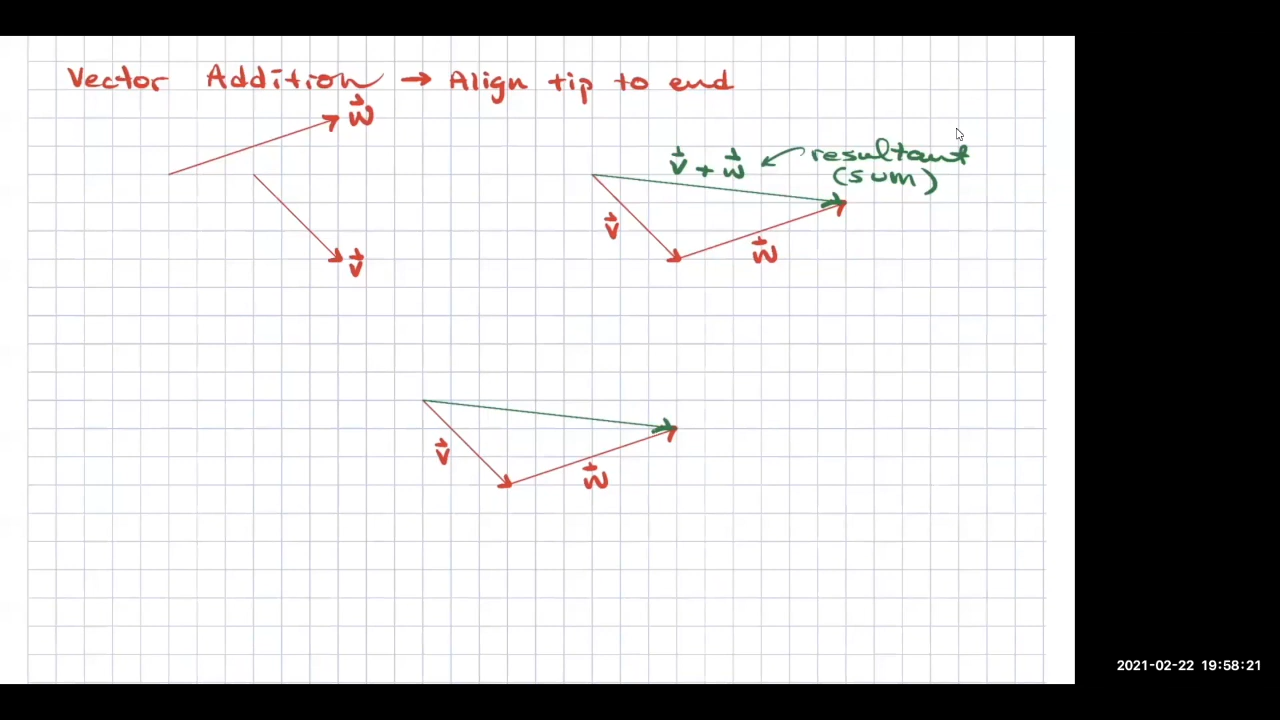 Vector Addition → Align tip to end
w⃗
v⃗
v⃗ + w⃗
resultant
(sum)
v⃗
w⃗
v⃗
w⃗
2021-02-22 19:58:21